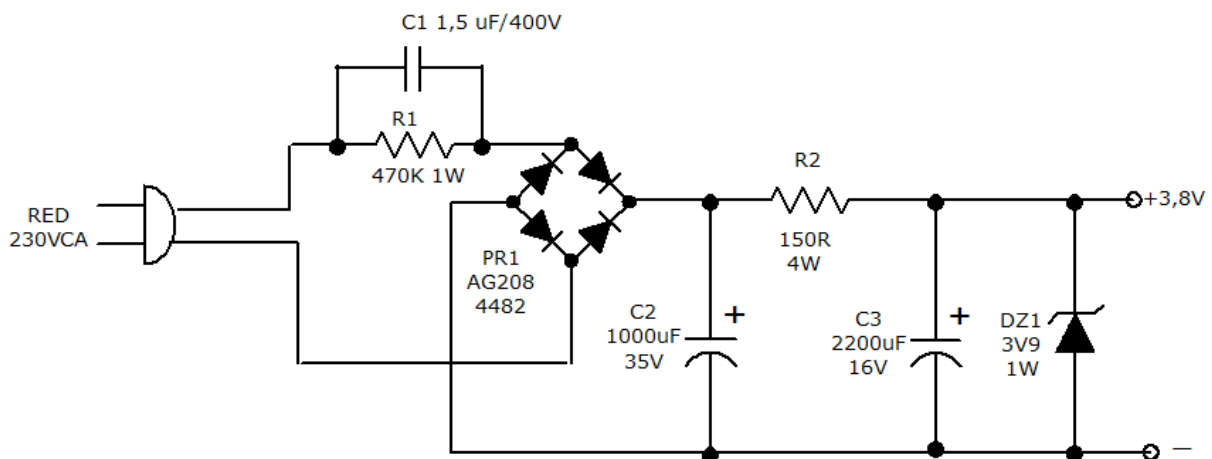 C1 1,5 uF/400V
R1
470K 1W
RED
230VCA
PR1
AG208
4482
R2
150R
4W
+3,8V
C2
1000uF
35V
+
C3
2200uF
16V
+
DZ1
3V9
1W
—